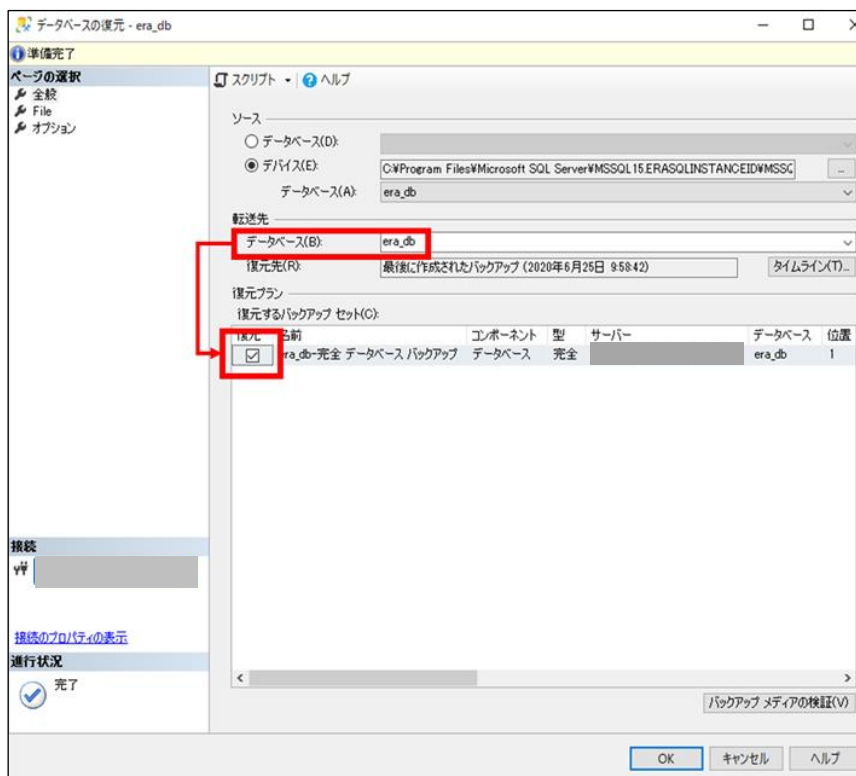 データベースの復元 - era_db
準備完了
ページの選択
全般
File
オプション
スクリプト ヘルプ
ソース
データベース(D):
デバイス(E): C:¥Program Files¥Microsoft SQL Server¥MSSQL15.ERASQLINSTANCEID¥MSSQ ...
データベース(A): era_db
転送先
データベース(B): era_db
復元先(R): 最後に作成されたバックアップ (2020年6月25日 9:58:42) タイムライン(T)...
復元プラン
復元するバックアップ セット(C):
復元 名前 コンポーネント 型 サーバー データベース 位置
era_db-完全 データベース バックアップ データベース 完全 era_db 1
接続
接続のプロパティの表示
進行状況
完了
バックアップ メディアの検証(V)
OK キャンセル ヘルプ